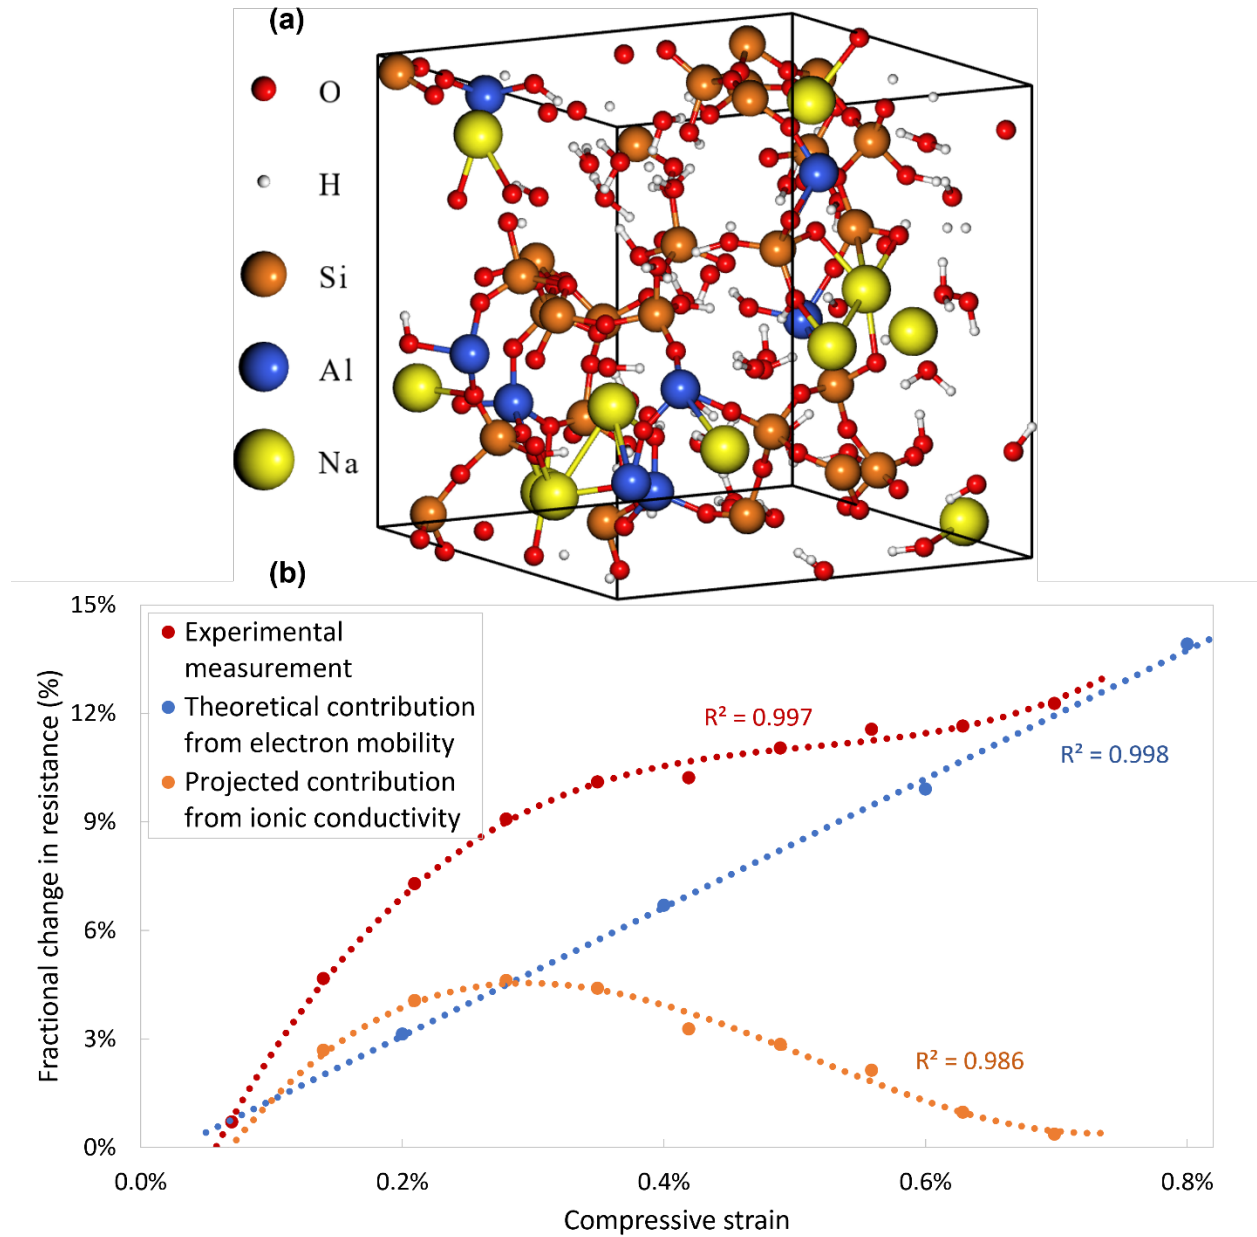 (a)
O
H
Si
Al
Na
(b)
15%
12%
9%
6%
3%
0%
Fractional change in resistance (%)
Experimental
measurement
Theoretical contribution
from electron mobility
Projected contribution
from ionic conductivity
R² = 0.997
R² = 0.998
R² = 0.986
0.0%
0.2%
0.4%
0.6%
0.8%
Compressive strain